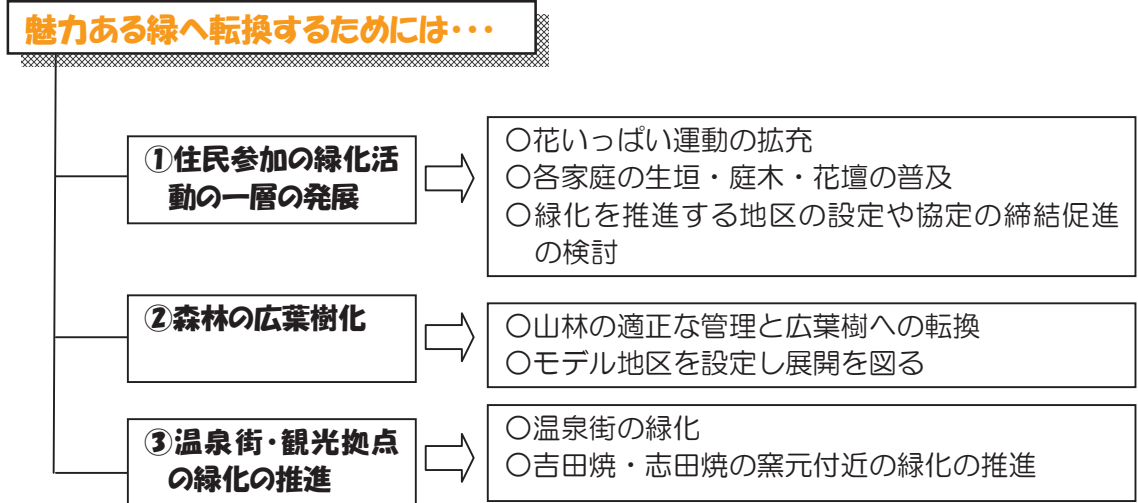 魅力ある緑へ転換するためには･･･
①住民参加の緑化活
動の一層の発展
○花いっぱい運動の拡充
○各家庭の生垣・庭木・花壇の普及
○緑化を推進する地区の設定や協定の締結促進
の検討
②森林の広葉樹化
○山林の適正な管理と広葉樹への転換
○モデル地区を設定し展開を図る
③温泉街･観光拠点
の緑化の推進
○温泉街の緑化
○吉田焼・志田焼の窯元付近の緑化の推進